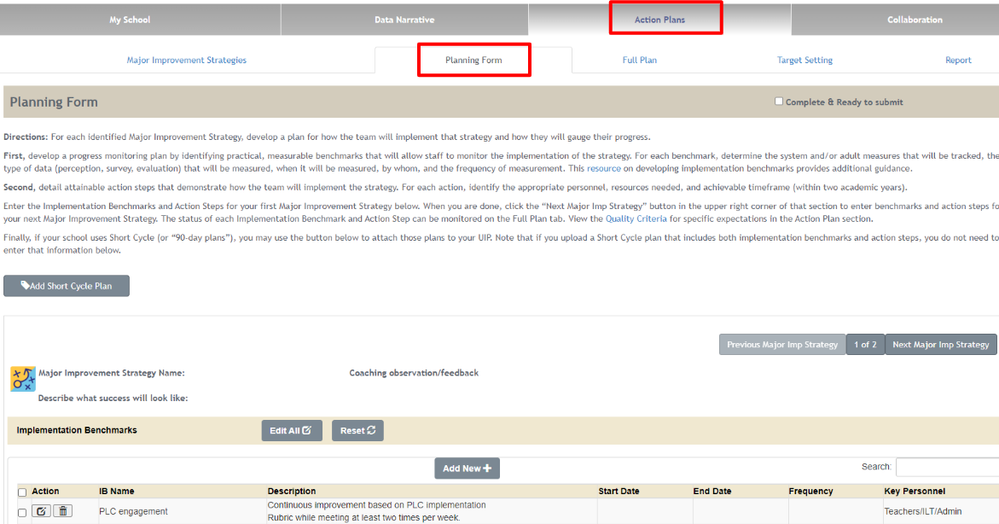 My School Data Narrative Action Plans Collaboration
Major Improvement Strategies Planning Form Full Plan Target Setting Report
Planning Form Complete & Ready to submit
Directions: For each identified Major Improvement Strategy, develop a plan for how the team will implement that strategy and how they will gauge their progress.
First, develop a progress monitoring plan by identifying practical, measurable benchmarks that will allow staff to monitor the implementation of the strategy. For each benchmark, determine the system and/or adult measures that will be tracked, the
type of data (perception, survey, evaluation) that will be measured, when it will be measured, by whom, and the frequency of measurement. This resource on developing implementation benchmarks provides additional guidance.
Second, detail attainable action steps that demonstrate how the team will implement the strategy. For each action, identify the appropriate personnel, resources needed, and achievable timeframe (within two academic years).
Enter the Implementation Benchmarks and Action Steps for your first Major Improvement Strategy below. When you are done, click the “Next Major Imp Strategy” button in the upper right corner of that section to enter benchmarks and action steps fo
your next Major Improvement Strategy. The status of each Implementation Benchmark and Action Step can be monitored on the Full Plan tab. View the Quality Criteria for specific expectations in the Action Plan section.
Finally, if your school uses Short Cycle (or “90-day plans”), you may use the button below to attach those plans to your UIP. Note that if you upload a Short Cycle plan that includes both implementation benchmarks and action steps, you do not need to
enter that information below.
Add Short Cycle Plan
Previous Major Imp Strategy 1 of 2 Next Major Imp Strategy
Major Improvement Strategy Name: Coaching observation/feedback
Describe what success will look like:
Implementation Benchmarks Edit All Reset
Add New Search:
Action IB Name Description Start Date End Date Frequency Key Personnel
PLC engagement Continuous improvement based on PLC implementation Teachers/ILT/Admin
Rubric while meeting at least two times per week.